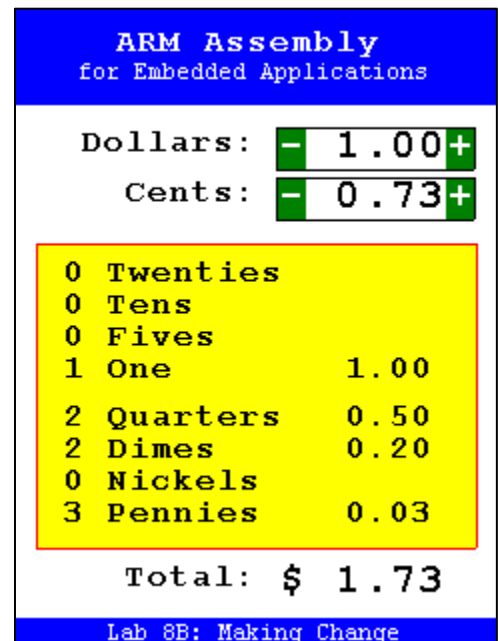 ARM Assembly
for Embedded Applications
Dollars: - 1.00 +
Cents: - 0.73 +
0 Twenties
0 Tens
0 Fives
1 One 1.00
2 Quarters 0.50
2 Dimes 0.20
0 Nickels
3 Pennies 0.03
Total: $ 1.73
Lab 8B: Making Change